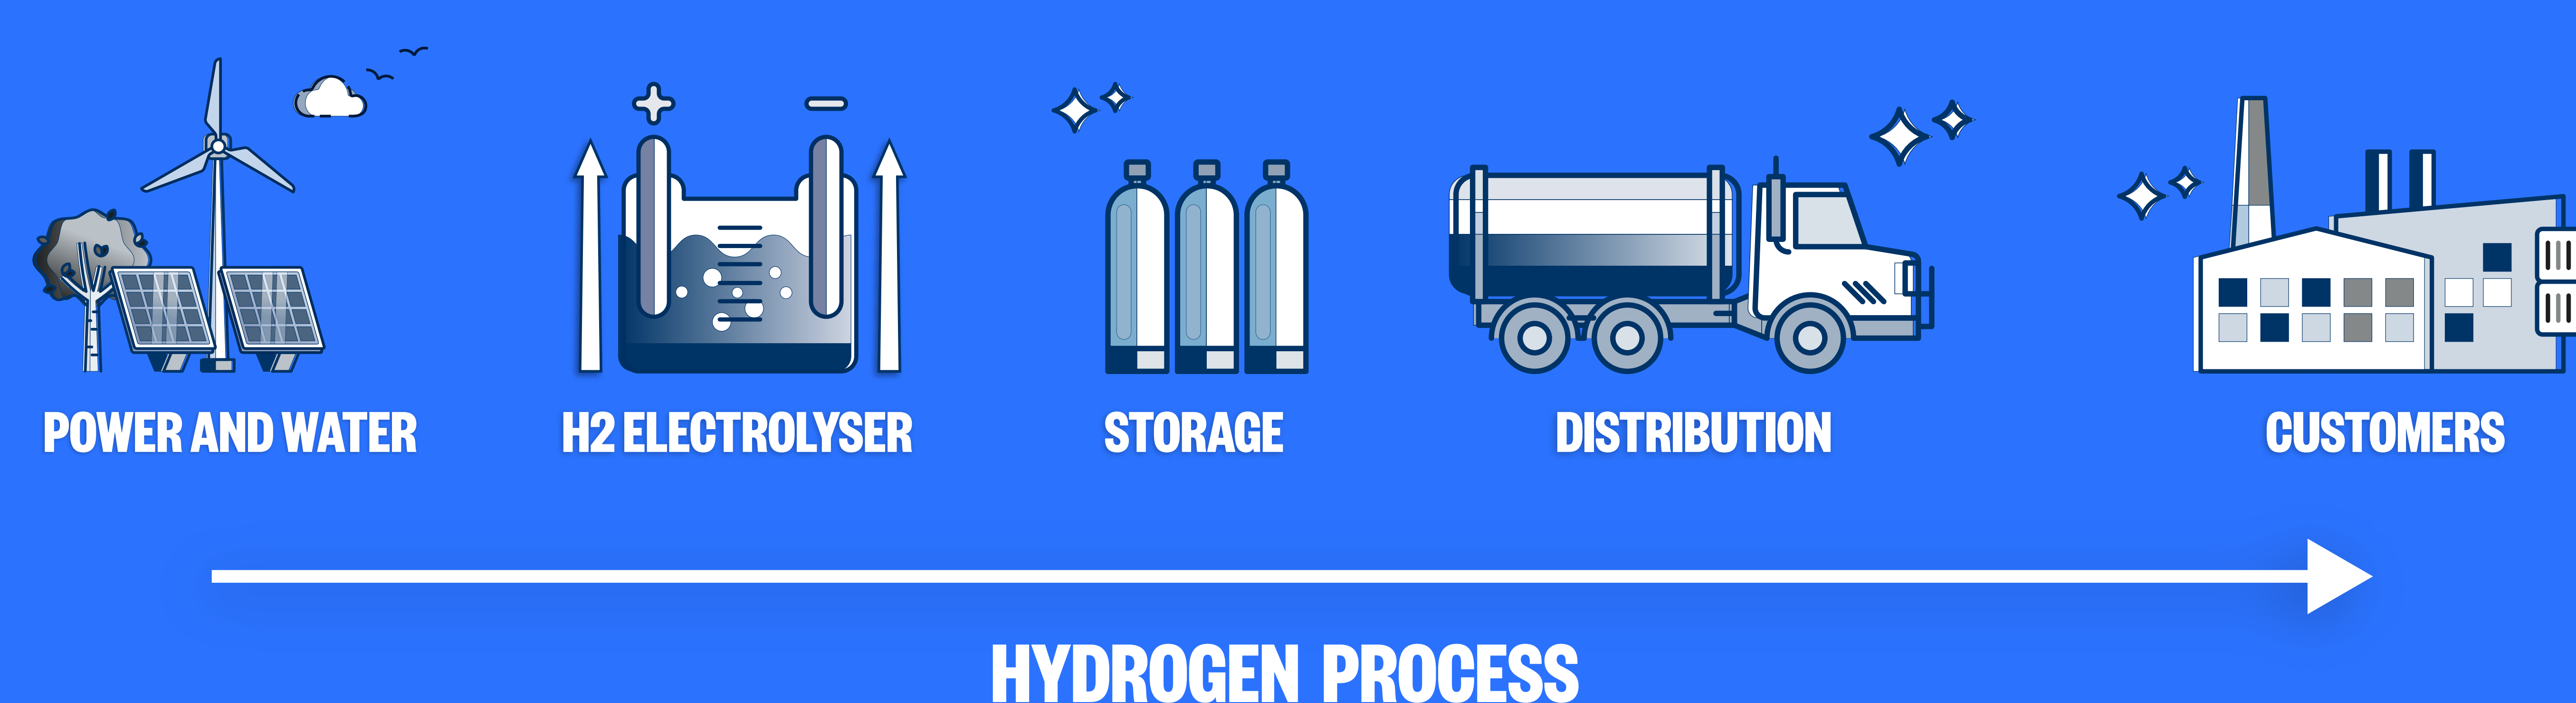 POWER AND WATER
H2 ELECTROLYSER
STORAGE
DISTRIBUTION
CUSTOMERS
HYDROGEN PROCESS